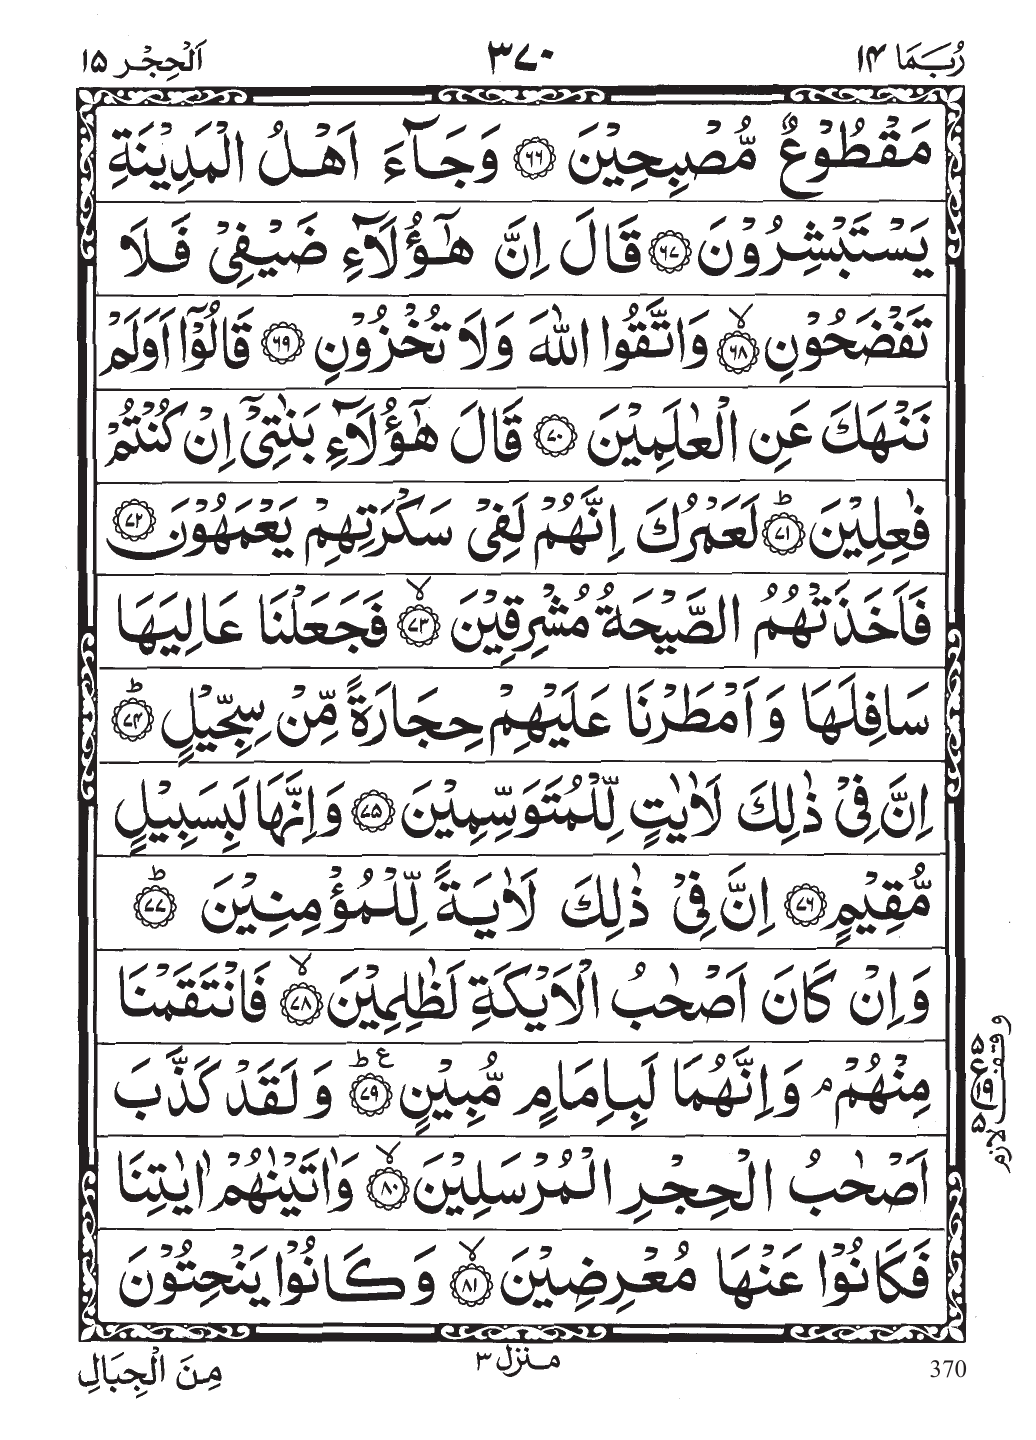 رُبَمَا ۱۴
۳۷۰
اَلْحِجْر ۱۵
مَقْطُوْعٌ مُّصْبِحِيْنَ ﴿۶۶﴾ وَجَآءَ اَهْلُ الْمَدِيْنَةِ
يَسْتَبْشِرُوْنَ ﴿۶۷﴾ قَالَ اِنَّ هٰٓؤُلَآءِ ضَيْفِيْ فَلَا
تَفْضَحُوْنِ ﴿۶۸﴾ۙ وَاتَّقُوا اللّٰهَ وَلَا تُخْزُوْنِ ﴿۶۹﴾ قَالُوْٓا اَوَلَمْ
نَنْهَكَ عَنِ الْعٰلَمِيْنَ ﴿۷۰﴾ قَالَ هٰٓؤُلَآءِ بَنٰتِيْٓ اِنْ كُنْتُمْ
فٰعِلِيْنَ ﴿۷۱﴾ؕ لَعَمْرُكَ اِنَّهُمْ لَفِيْ سَكْرَتِهِمْ يَعْمَهُوْنَ ﴿۷۲﴾
فَاَخَذَتْهُمُ الصَّيْحَةُ مُشْرِقِيْنَ ﴿۷۳﴾ۙ فَجَعَلْنَا عَالِيَهَا
سَافِلَهَا وَاَمْطَرْنَا عَلَيْهِمْ حِجَارَةً مِّنْ سِجِّيْلٍ ﴿۷۴﴾ؕ
اِنَّ فِيْ ذٰلِكَ لَاٰيٰتٍ لِّلْمُتَوَسِّمِيْنَ ﴿۷۵﴾ وَاِنَّهَا لَبِسَبِيْلٍ
مُّقِيْمٍ ﴿۷۶﴾ اِنَّ فِيْ ذٰلِكَ لَاٰيَةً لِّلْمُؤْمِنِيْنَ ﴿۷۷﴾ؕ
وَاِنْ كَانَ اَصْحٰبُ الْاَيْكَةِ لَظٰلِمِيْنَ ﴿۷۸﴾ۙ فَانْتَقَمْنَا
مِنْهُمْ ۘ وَاِنَّهُمَا لَبِاِمَامٍ مُّبِيْنٍ ﴿۷۹﴾ؕ ع وَلَقَدْ كَذَّبَ
اَصْحٰبُ الْحِجْرِ الْمُرْسَلِيْنَ ﴿۸۰﴾ۙ وَاٰتَيْنٰهُمْ اٰيٰتِنَا
فَكَانُوْا عَنْهَا مُعْرِضِيْنَ ﴿۸۱﴾ۙ وَكَانُوْا يَنْحِتُوْنَ
وقف لازم
ع
۵
۱۹
۵
مِنَ الْجِبَالِ
منزل ۳
370